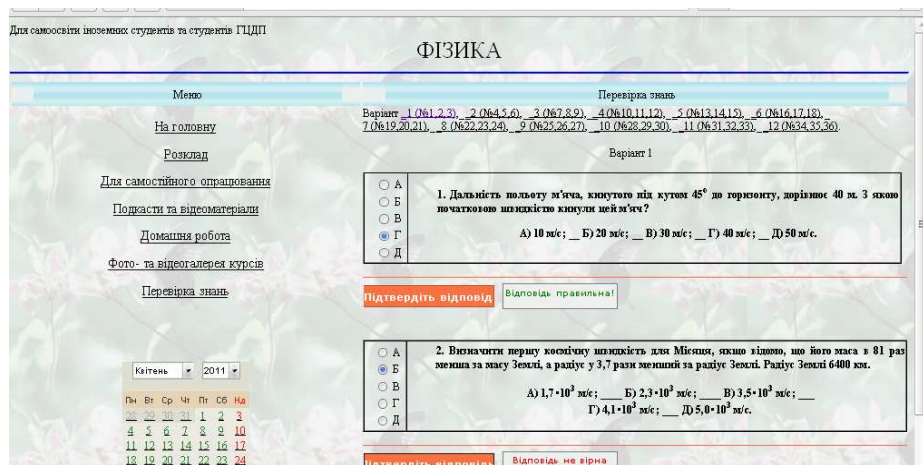 Для самоосвіти іноземних студентів та студентів ГЦДП
ФІЗИКА
Меню
На головну
Розклад
Для самостійного опрацювання
Подкасти та відеоматеріали
Домашня робота
Фото- та відеогалерея курсів
Перевірка знань
Квітень 2011
Пн Вт Ср Чт Пт Сб Нд
28 29 30 31 1 2 3
4 5 6 7 8 9 10
11 12 13 14 15 16 17
18 19 20 21 22 23 24
Перевірка знань
Варіант _1 (№1,2,3), _2 (№4,5,6), _3 (№7,8,9), _4 (№10,11,12), _5 (№13,14,15), _6 (№16,17,18), _
7 (№19,20,21), _8 (№22,23,24), _9 (№25,26,27), _10 (№28,29,30), _11 (№31,32,33), _12 (№34,35,36).
Варіант 1
А
Б
В
Г
Д
1. Дальність польоту м'яча, кинутого під кутом 45° до горизонту, дорівнює 40 м. З якою
початковою швидкістю кинули цей м'яч?
А) 10 м/с; __ Б) 20 м/с; __ В) 30 м/с; __ Г) 40 м/с; __ Д) 50 м/с.
Підтвердіть відповід
Відповідь правильна!
А
Б
В
Г
Д
2. Визначити першу космічну швидкість для Місяця, якщо відомо, що його маса в 81 раз
менша за масу Землі, а радіус у 3,7 рази менший за радіус Землі. Радіус Землі 6400 км.
А) 1,7•10³ м/с; ___ Б) 2,3•10³ м/с; ___ В) 3,5•10³ м/с; ___
Г) 4,1•10³ м/с; ___ Д) 5,0•10³ м/с.
Підтвердіть відповідь
Відповідь не вірна